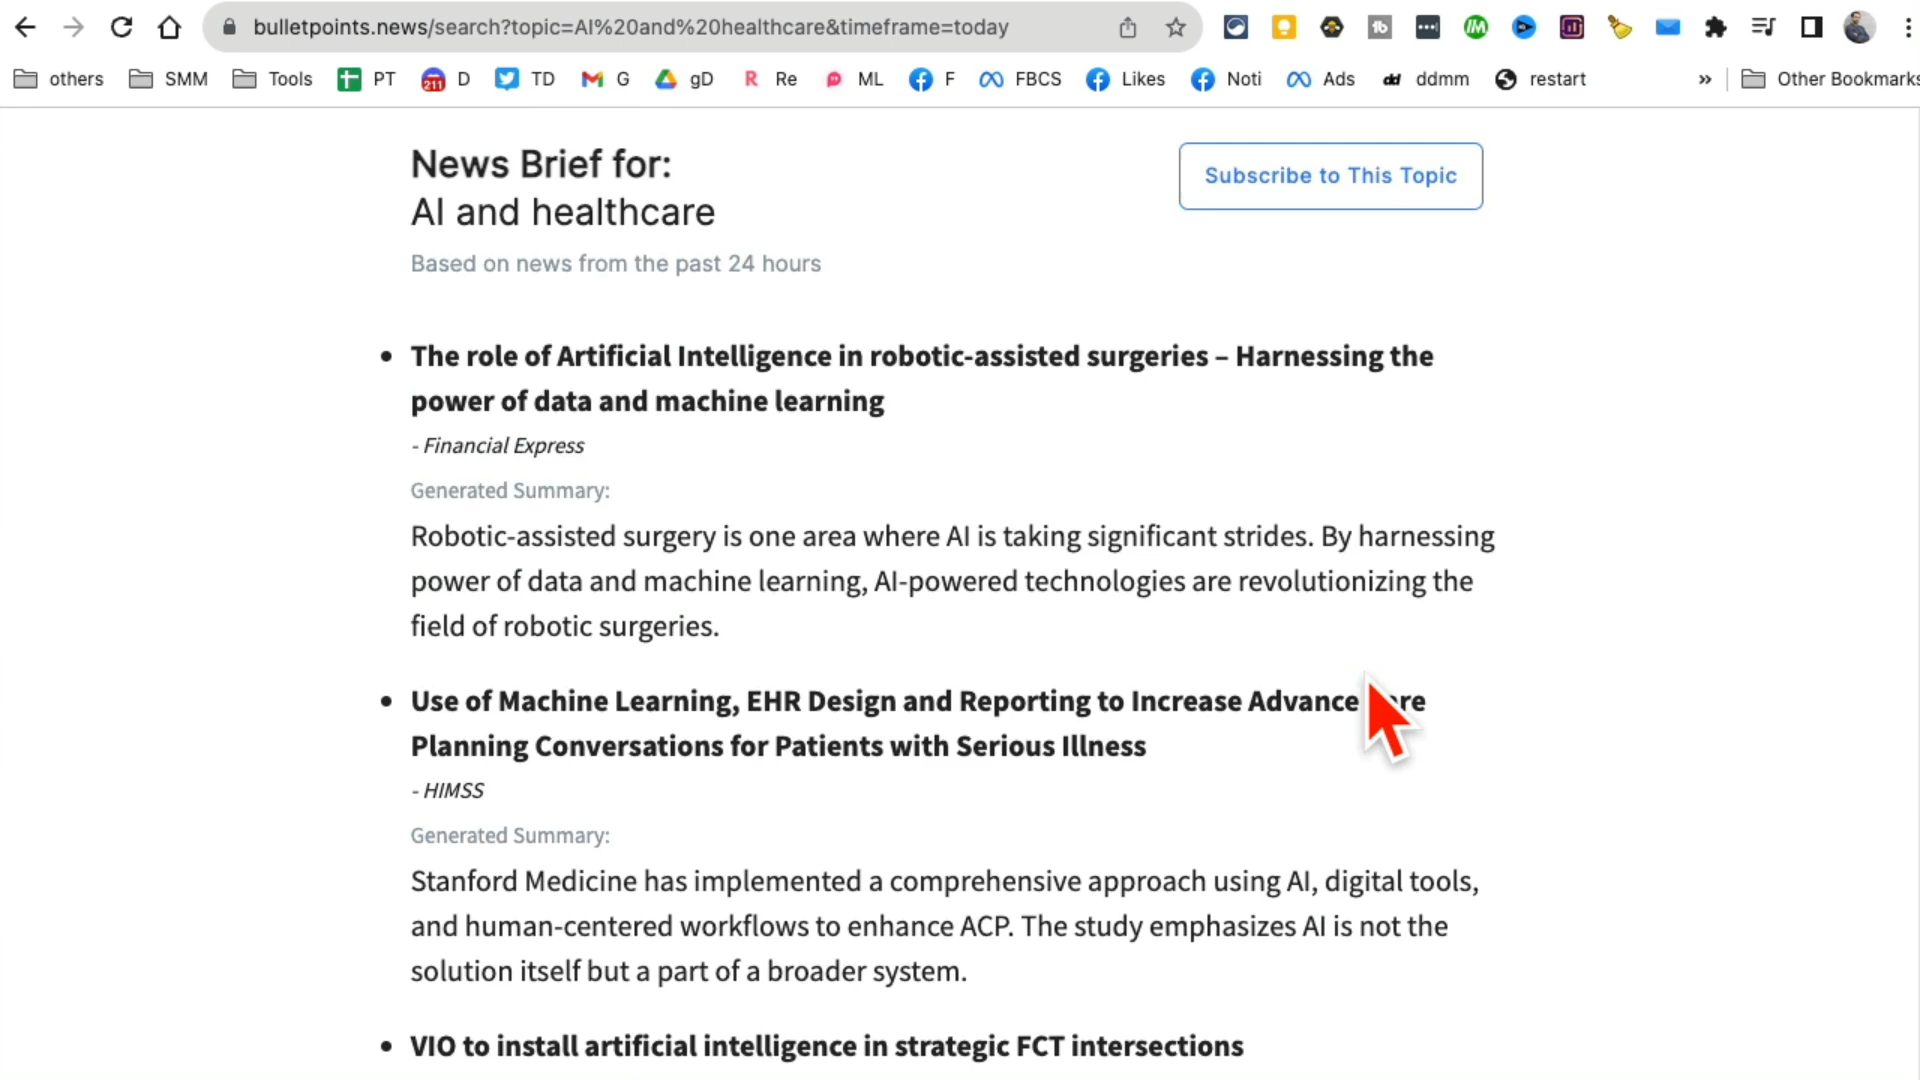 bulletpoints.news/search?topic=AI%20and%20healthcare&timeframe=today
others SMM Tools PT 211 D TD G gD R Re ML F FBCS Likes Noti Ads dd ddmm restart » Other Bookmarks
News Brief for:
AI and healthcare
Subscribe to This Topic
Based on news from the past 24 hours
• The role of Artificial Intelligence in robotic-assisted surgeries – Harnessing the
power of data and machine learning
- Financial Express
Generated Summary:
Robotic-assisted surgery is one area where AI is taking significant strides. By harnessing
power of data and machine learning, AI-powered technologies are revolutionizing the
field of robotic surgeries.
• Use of Machine Learning, EHR Design and Reporting to Increase Advance
Planning Conversations for Patients with Serious Illness
- HIMSS
Generated Summary:
Stanford Medicine has implemented a comprehensive approach using AI, digital tools,
and human-centered workflows to enhance ACP. The study emphasizes AI is not the
solution itself but a part of a broader system.
• VIO to install artificial intelligence in strategic FCT intersections